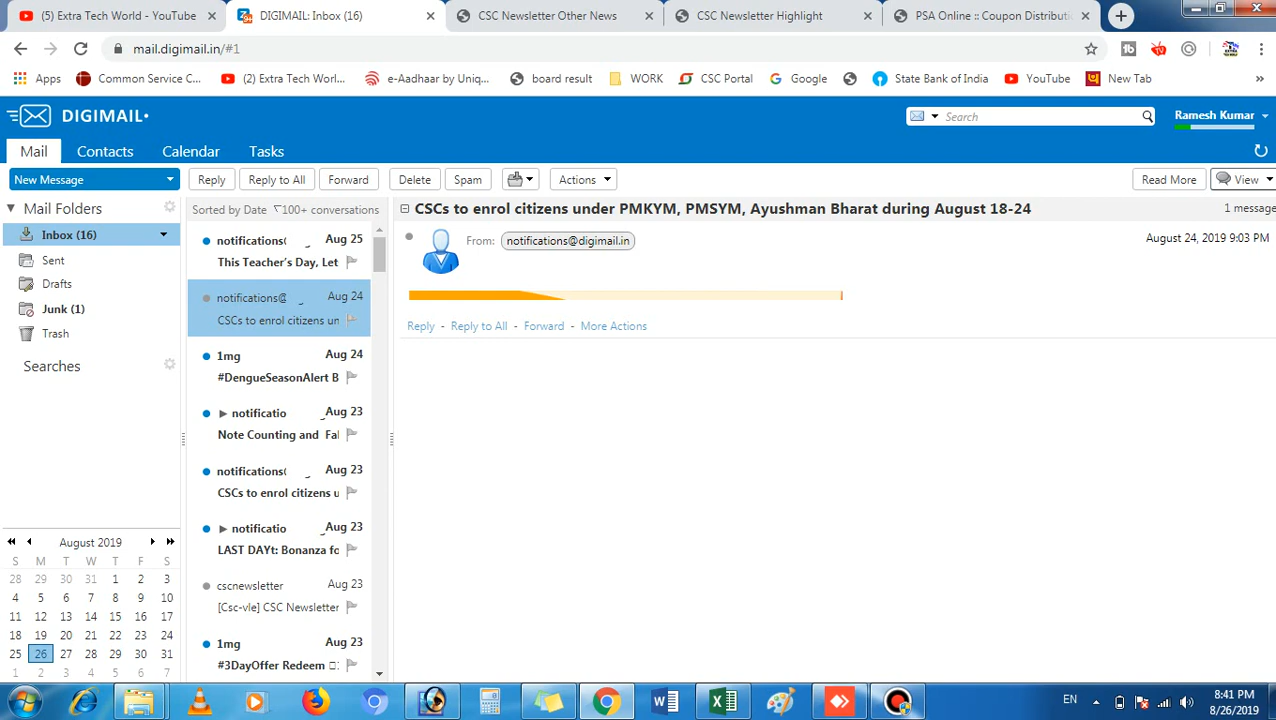 (5) Extra Tech World - YouTube
DIGIMAIL: Inbox (16)
CSC Newsletter Other News
CSC Newsletter Highlight
PSA Online :: Coupon Distributi
mail.digimail.in/#1
Apps
Common Service C...
(2) Extra Tech Worl...
e-Aadhaar by Uniq...
board result
WORK
CSC Portal
Google
State Bank of India
YouTube
New Tab
DIGIMAIL
Search
Ramesh Kumar
Mail
Contacts
Calendar
Tasks
New Message
Reply
Reply to All
Forward
Delete
Spam
Actions
Read More
View
Mail Folders
Inbox (16)
Sent
Drafts
Junk (1)
Trash
Searches
Sorted by Date
100+ conversations
notifications(
Aug 25
This Teacher's Day, Let
notifications@
Aug 24
CSCs to enrol citizens un
1mg
Aug 24
#DengueSeasonAlert B
notificatio
Aug 23
Note Counting and Fal
notifications(
Aug 23
CSCs to enrol citizens u
notificatio
Aug 23
LAST DAYt: Bonanza fo
cscnewsletter
Aug 23
[Csc-vle] CSC Newsletter
1mg
Aug 23
#3DayOffer Redeem
CSCs to enrol citizens under PMKYM, PMSYM, Ayushman Bharat during August 18-24
1 message
From: notifications@digimail.in
August 24, 2019 9:03 PM
Reply - Reply to All - Forward - More Actions
August 2019
S M T W T F S
28 29 30 31 1 2 3
4 5 6 7 8 9 10
11 12 13 14 15 16 17
18 19 20 21 22 23 24
25 26 27 28 29 30 31
1 2 3 4 5 6 7
EN
8:41 PM
8/26/2019